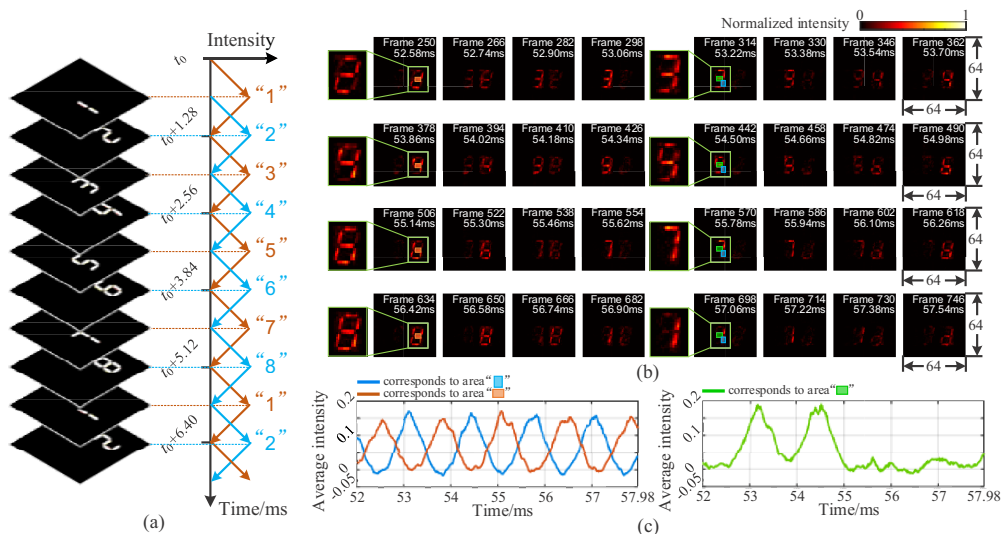 Intensity
t0
"1"
"2"
t0+1.28
"3"
t0+2.56
"4"
"5"
t0+3.84
"6"
"7"
t0+5.12
"8"
"1"
t0+6.40
"2"
Time/ms
(a)
0 1
Normalized intensity
Frame 250 Frame 266 Frame 282 Frame 298 Frame 314 Frame 330 Frame 346 Frame 362
52.58ms 52.74ms 52.90ms 53.06ms 53.22ms 53.38ms 53.54ms 53.70ms
64
64
Frame 378 Frame 394 Frame 410 Frame 426 Frame 442 Frame 458 Frame 474 Frame 490
53.86ms 54.02ms 54.18ms 54.34ms 54.50ms 54.66ms 54.82ms 54.98ms
64
64
Frame 506 Frame 522 Frame 538 Frame 554 Frame 570 Frame 586 Frame 602 Frame 618
55.14ms 55.30ms 55.46ms 55.62ms 55.78ms 55.94ms 56.10ms 56.26ms
64
64
Frame 634 Frame 650 Frame 666 Frame 682 Frame 698 Frame 714 Frame 730 Frame 746
56.42ms 56.58ms 56.74ms 56.90ms 57.06ms 57.22ms 57.38ms 57.54ms
64
64
(b)
corresponds to area“ ”
corresponds to area“ ”
Average intensity
0.2
0.1
0
-0.05
52 53 54 55 56 57 57.98
Time/ms
corresponds to area“ ”
Average intensity
0.2
0.1
0
-0.05
52 53 54 55 56 57 57.98
Time/ms
(c)